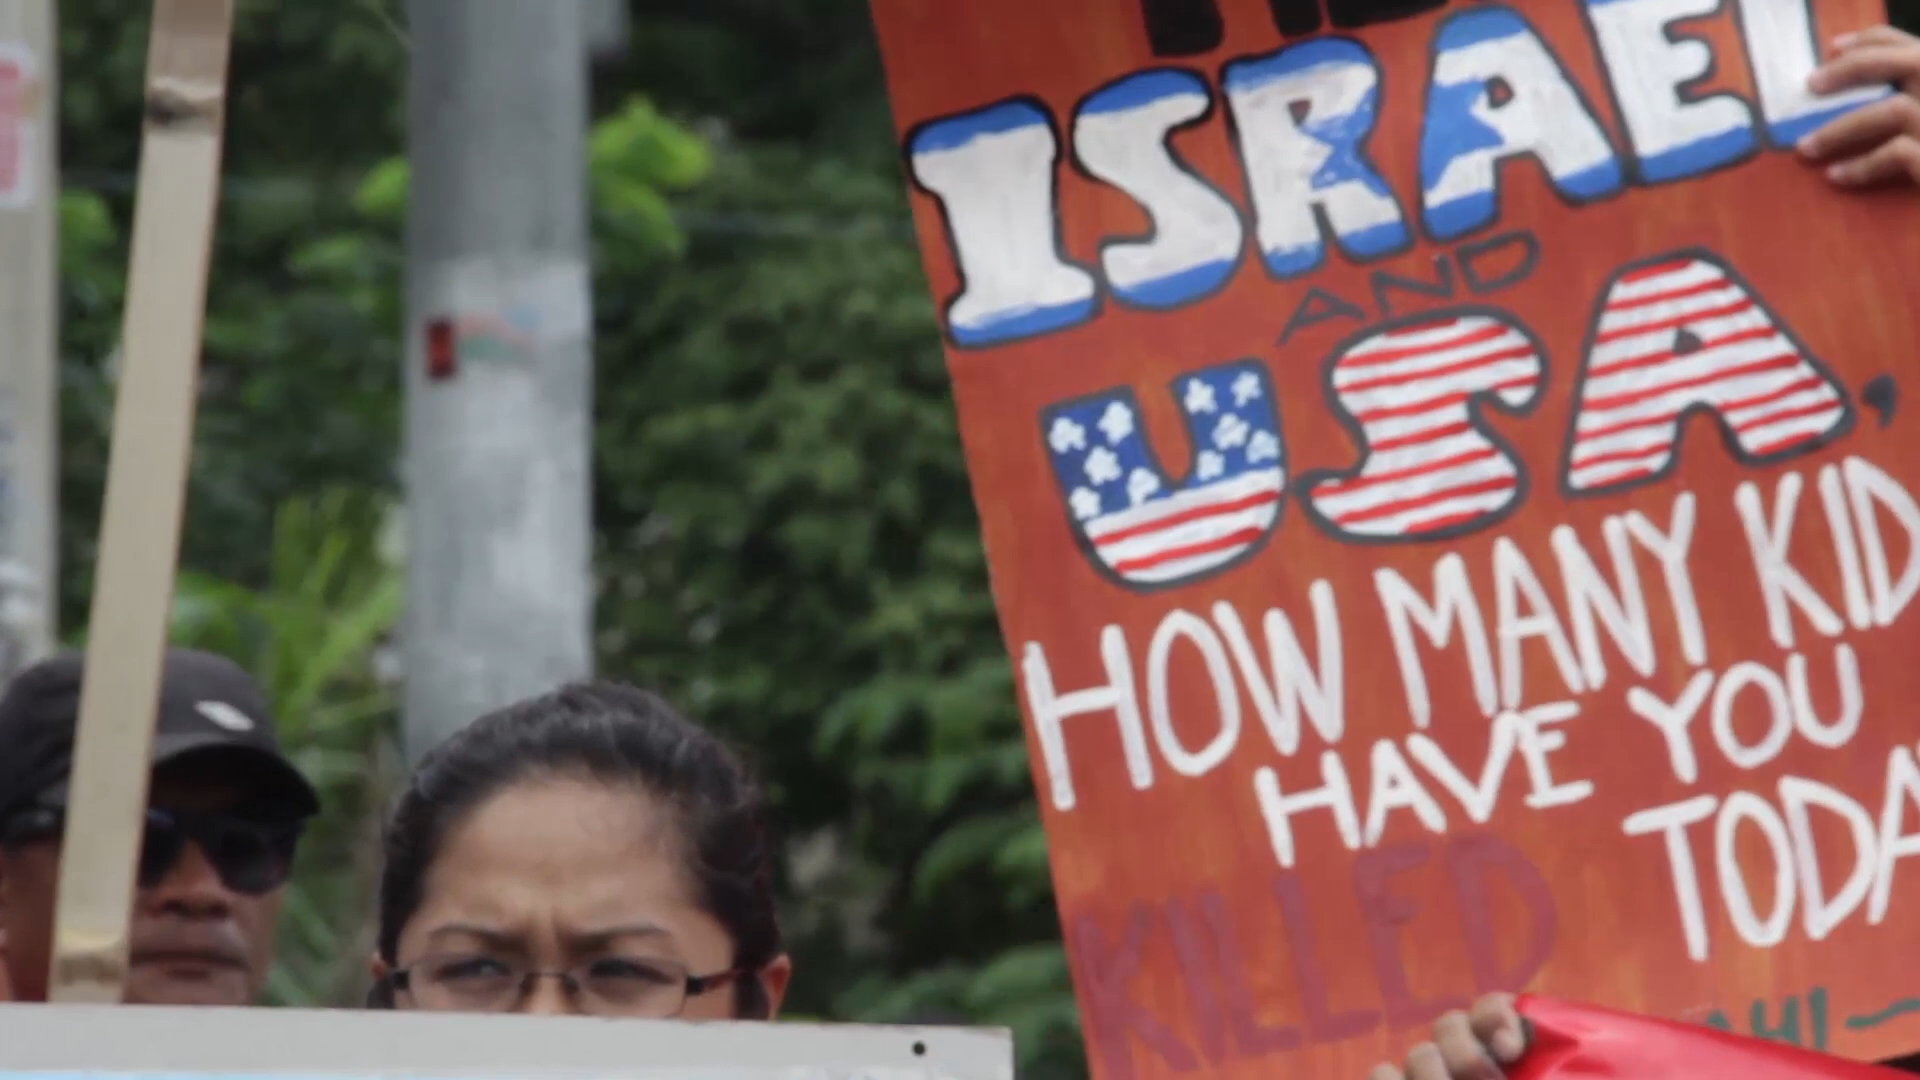 ISRAEL
AND
USA,
HOW MANY KID
HAVE YOU
KILLED TODA